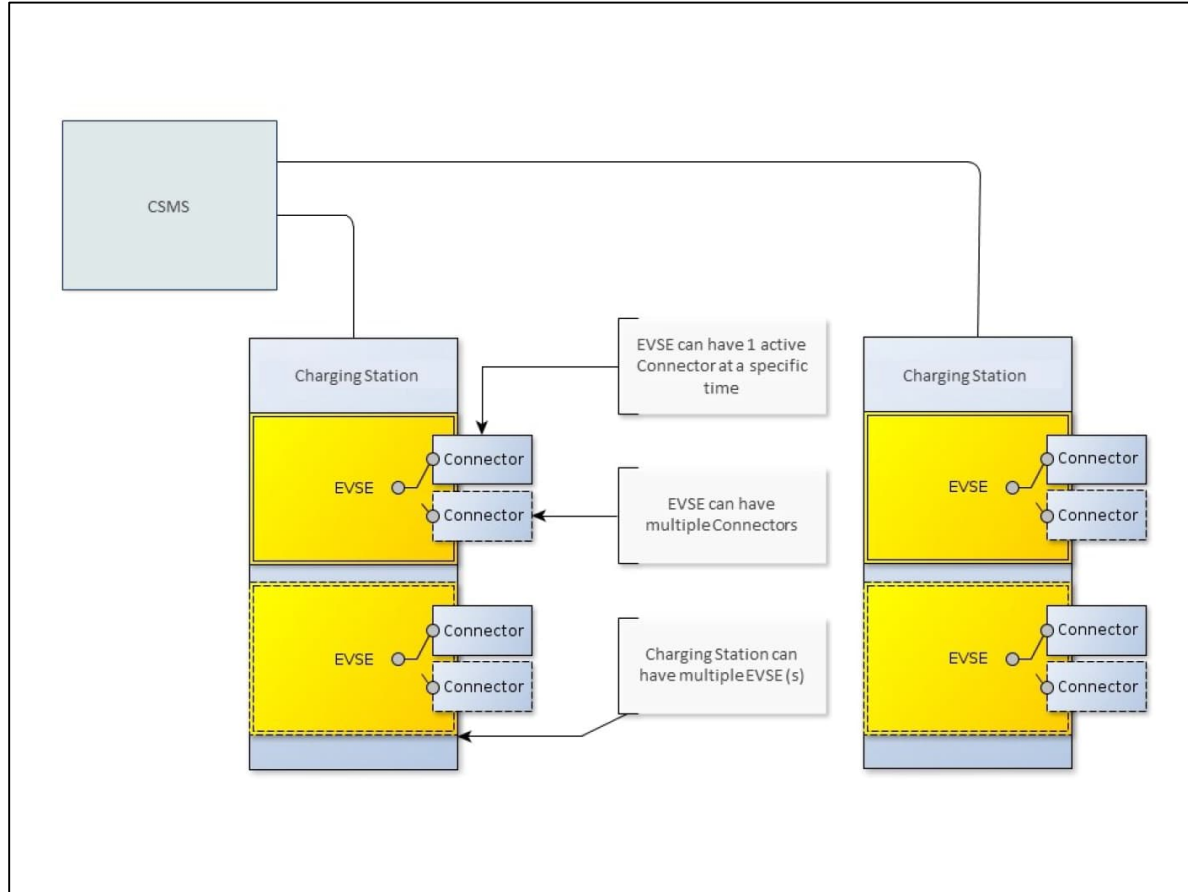 CSMS
Charging Station
EVSE
Connector
Connector
EVSE
Connector
Connector
EVSE can have 1 active
Connector at a specific
time
EVSE can have
multiple Connectors
Charging Station can
have multiple EVSE(s)
Charging Station
EVSE
Connector
Connector
EVSE
Connector
Connector